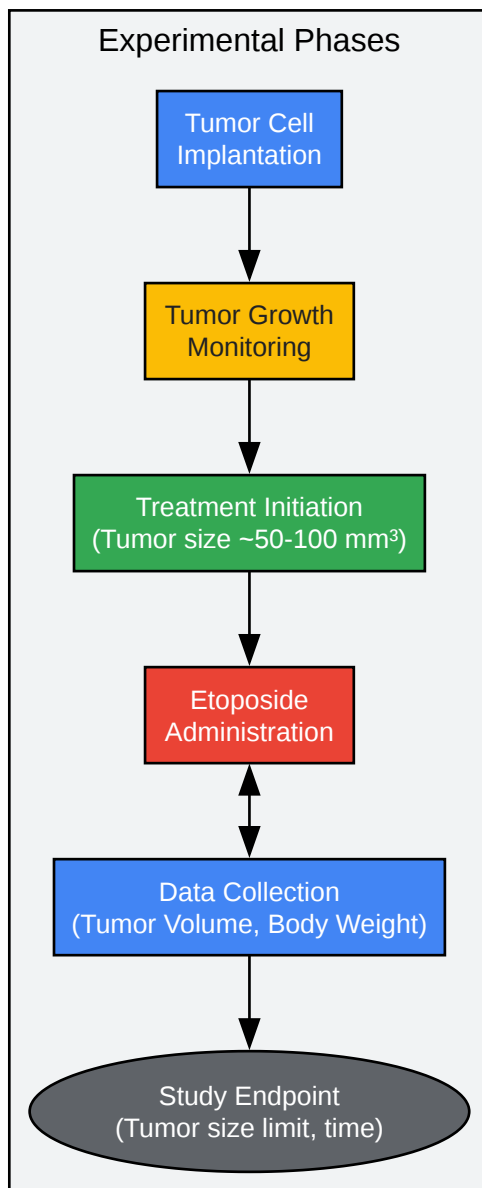 Experimental Phases
Tumor Cell
Implantation
Tumor Growth
Monitoring
Treatment Initiation
(Tumor size ~50-100 mm³)
Etoposide
Administration
Data Collection
(Tumor Volume, Body Weight)
Study Endpoint
(Tumor size limit, time)